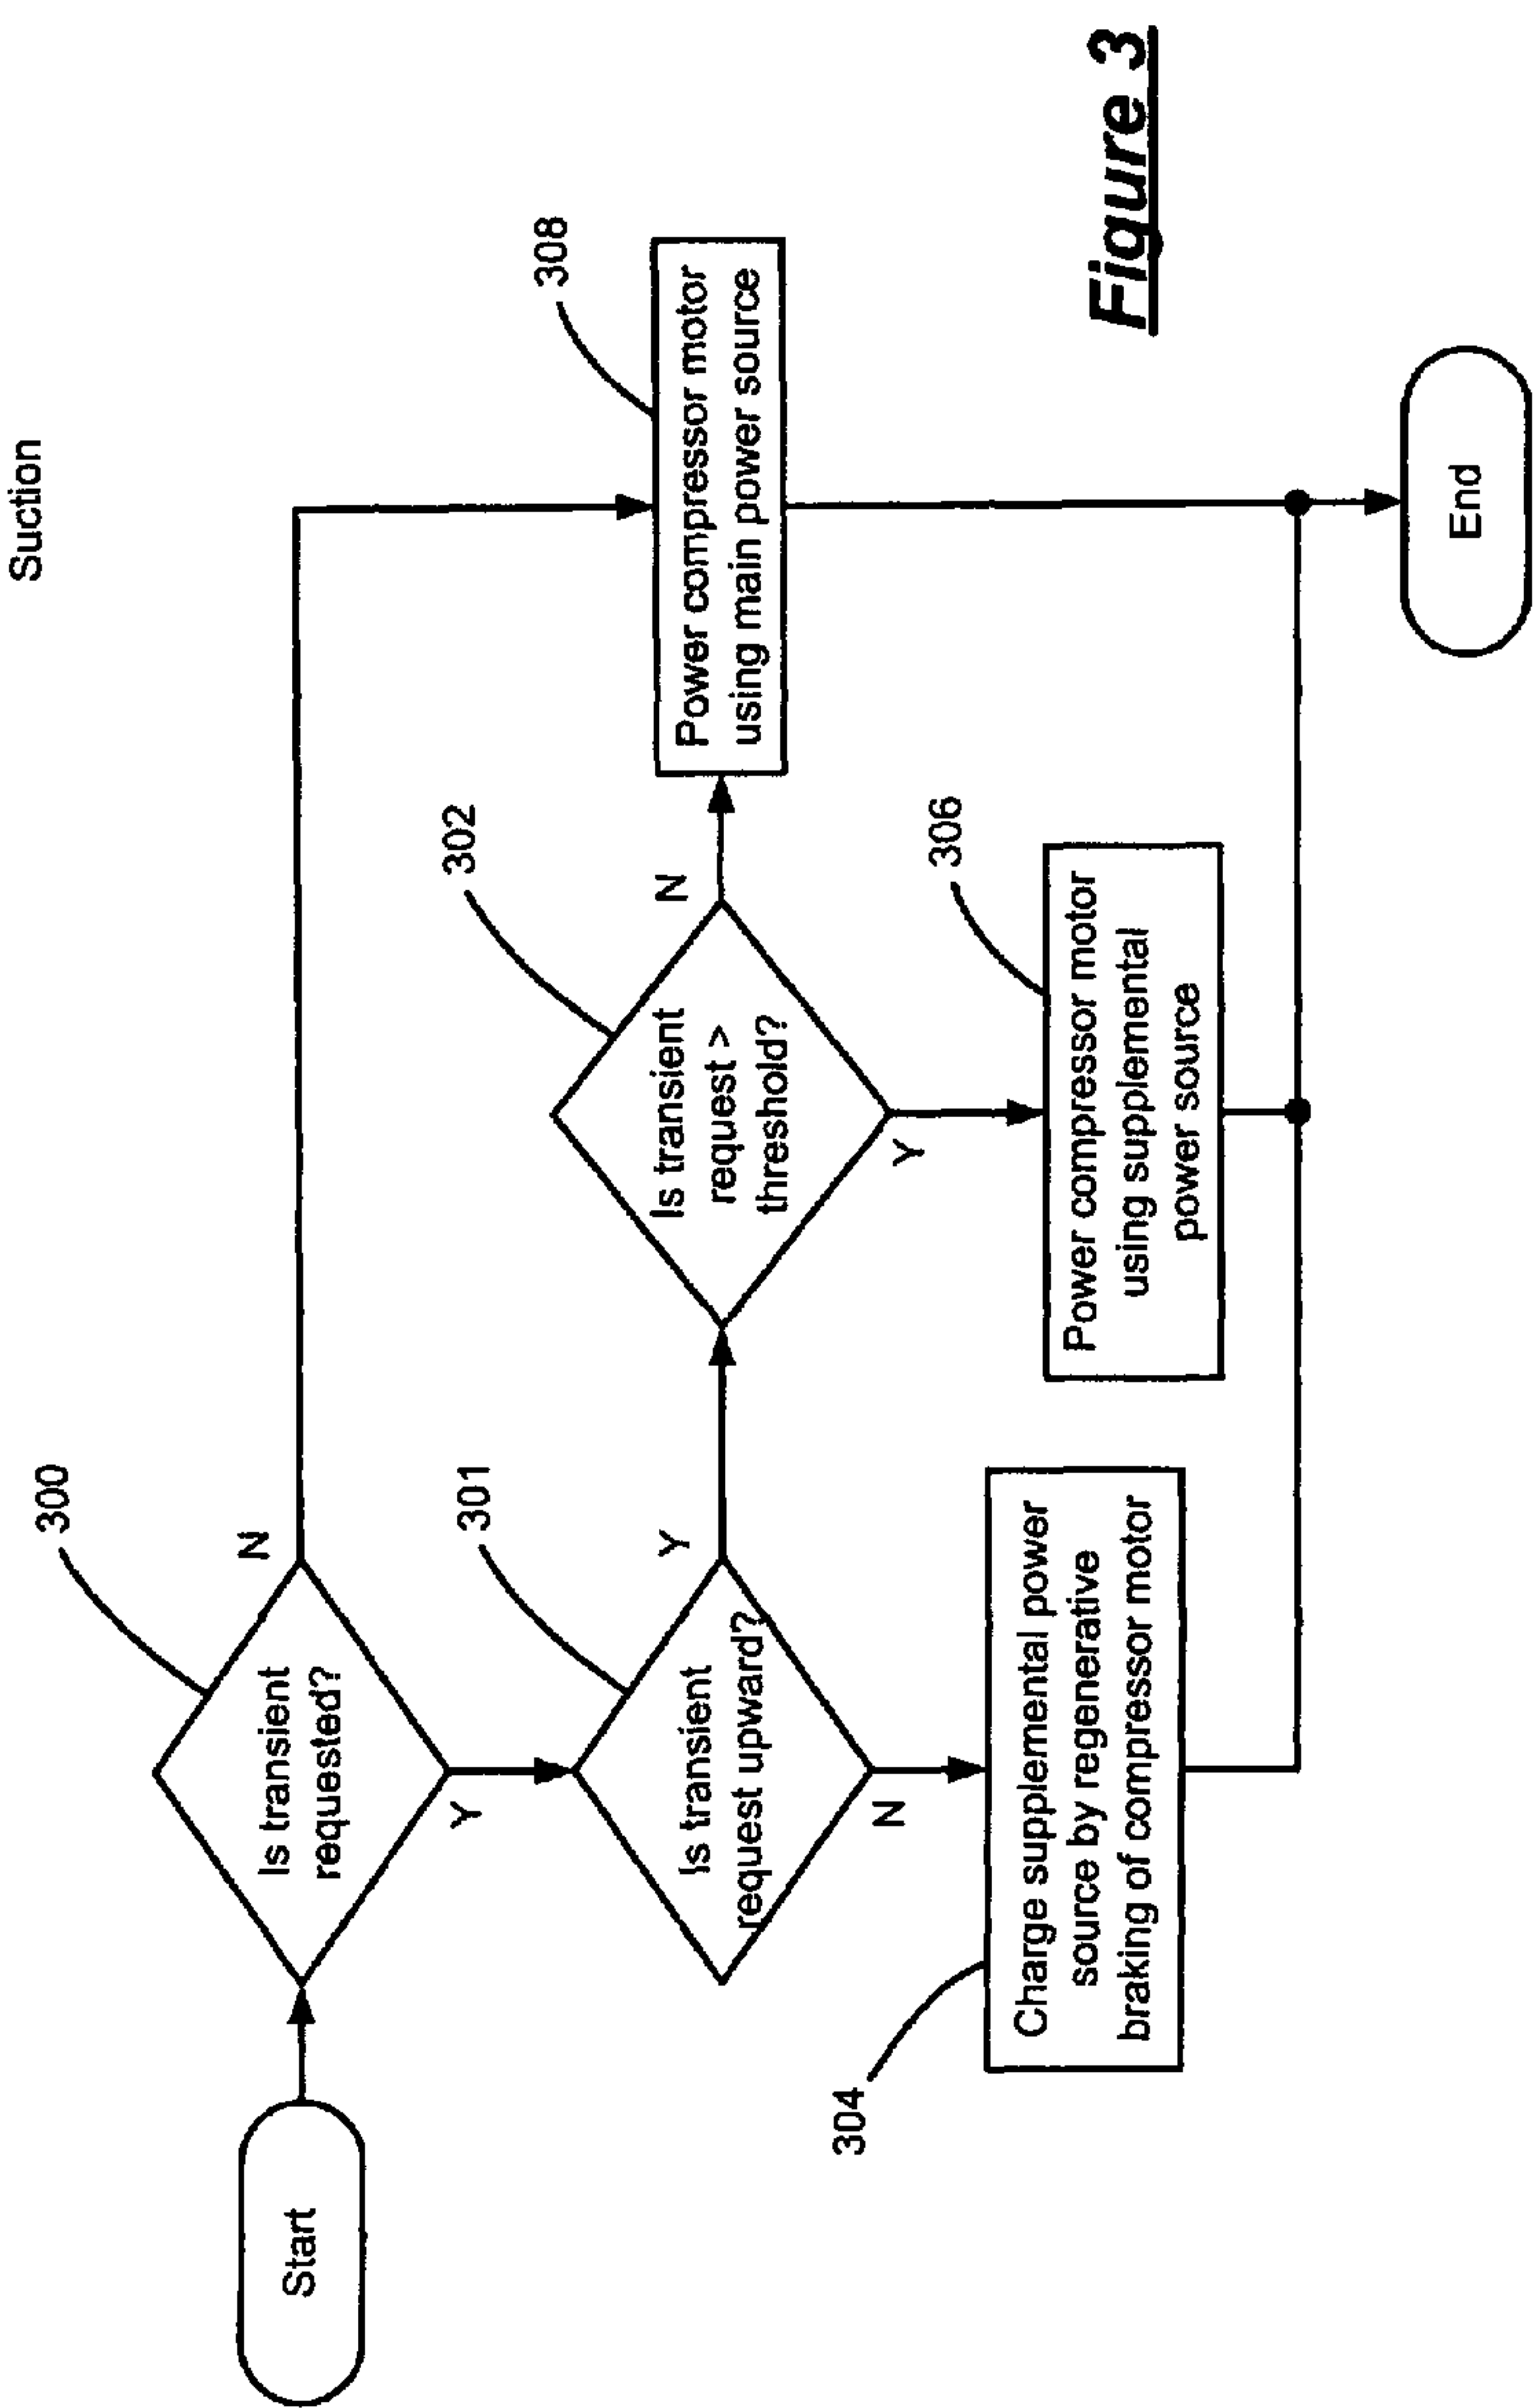 Suction
300
Start
Is transient
requested?
N
Y
301
Is transient
request upward?
Y
N
302
Is transient
request >
threshold?
N
Y
308
Power compressor motor
using main power source
304
Charge supplemental power
source by regenerative
braking of compressor motor
306
Power compressor motor
using supplemental
power source
End
Figure 3